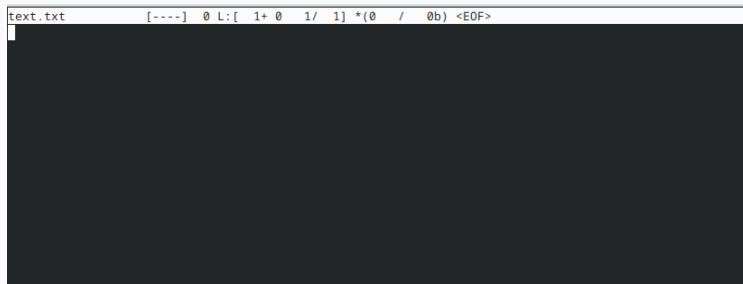 text.txt [----] 0 L:[ 1+ 0 1/ 1] *(0 / 0b) <EOF>